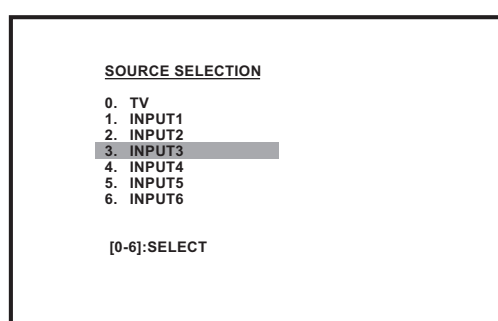 SOURCE SELECTION
0. TV
1. INPUT1
2. INPUT2
3. INPUT3
4. INPUT4
5. INPUT5
6. INPUT6
[0-6]:SELECT